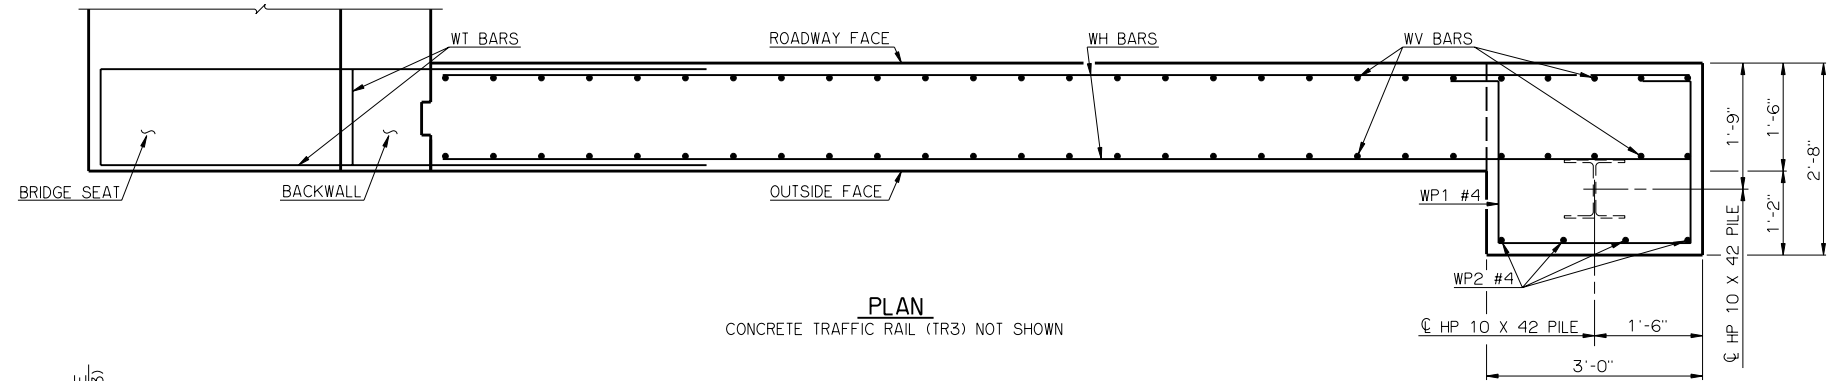 WT BARS
ROADWAY FACE
WH BARS
WV BARS
BRIDGE SEAT
BACKWALL
OUTSIDE FACE
WP1 #4
WP2 #4
1'-9"
1'-6"
2'-8"
1'-2"
℄ HP 10 X 42 PILE
PLAN
CONCRETE TRAFFIC RAIL (TR3) NOT SHOWN
℄ HP 10 X 42 PILE
1'-6"
3'-0"